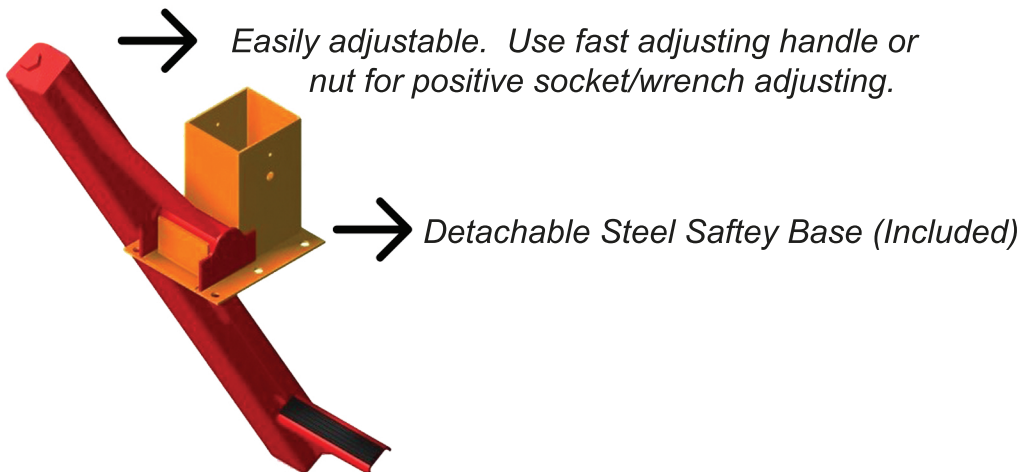 Easily adjustable. Use fast adjusting handle or
nut for positive socket/wrench adjusting.
Detachable Steel Saftey Base (Included)